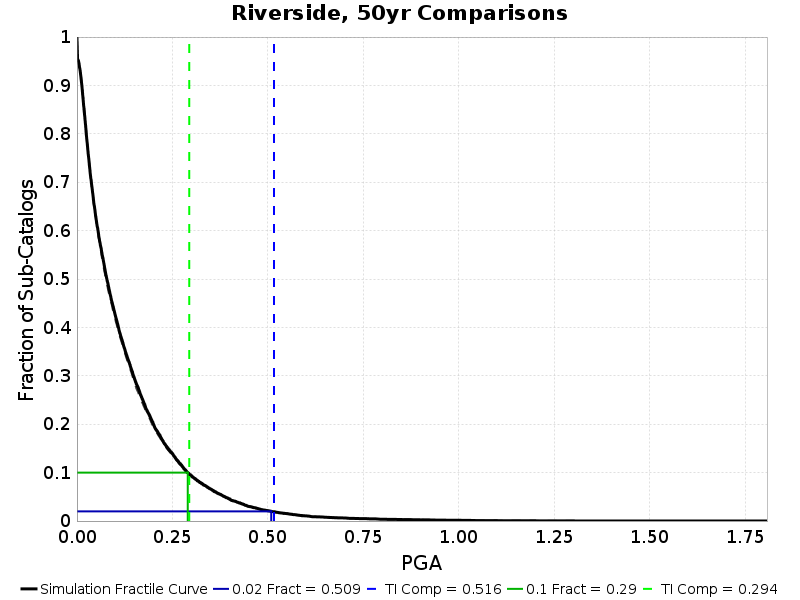 Riverside, 50yr Comparisons
Fraction of Sub-Catalogs
1
0.9
0.8
0.7
0.6
0.5
0.4
0.3
0.2
0.1
0
0.00 0.25 0.50 0.75 1.00 1.25 1.50 1.75
PGA
Simulation Fractile Curve 0.02 Fract = 0.509 TI Comp = 0.516 0.1 Fract = 0.29 TI Comp = 0.294